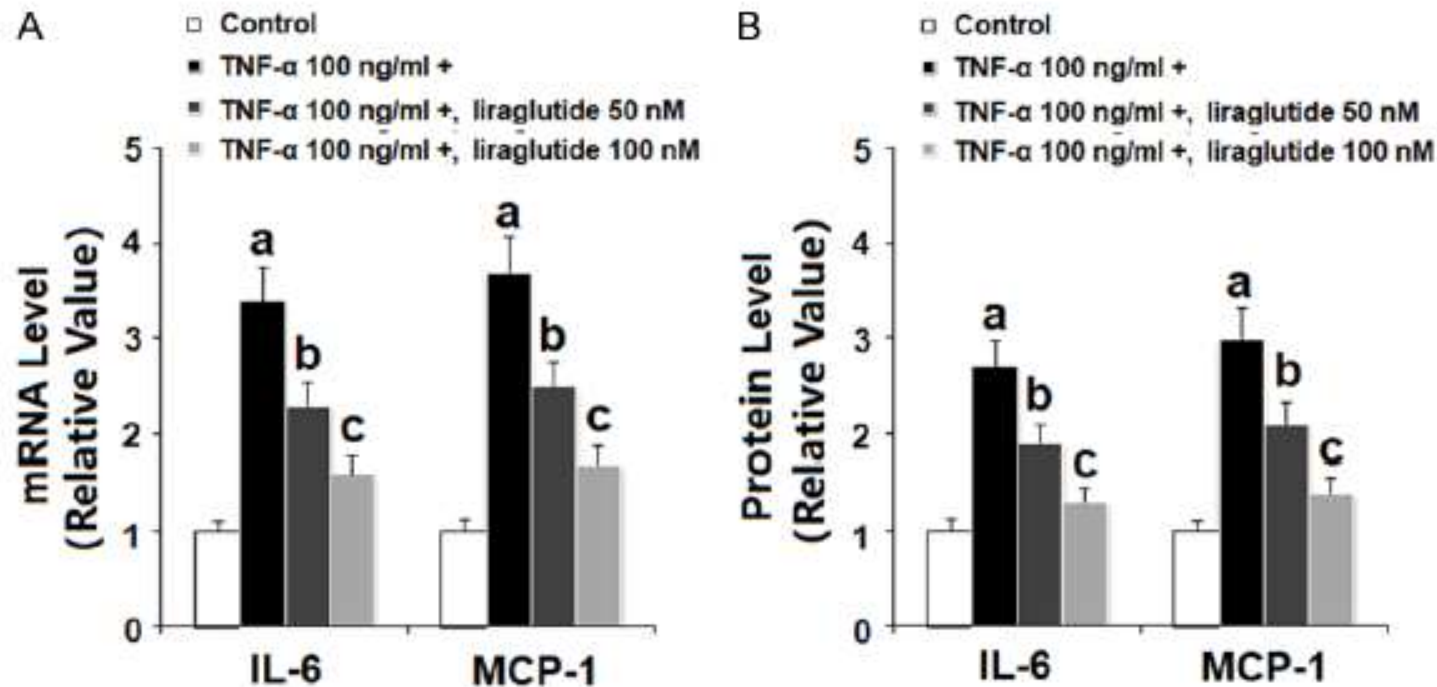 A
Control
TNF-α 100 ng/ml +
TNF-α 100 ng/ml +, liraglutide 50 nM
TNF-α 100 ng/ml +, liraglutide 100 nM
mRNA Level
(Relative Value)
5
4
3
2
1
0
a
b
c
a
b
c
IL-6
MCP-1
B
Control
TNF-α 100 ng/ml +
TNF-α 100 ng/ml +, liraglutide 50 nM
TNF-α 100 ng/ml +, liraglutide 100 nM
Protein Level
(Relative Value)
5
4
3
2
1
0
a
b
c
a
b
c
IL-6
MCP-1